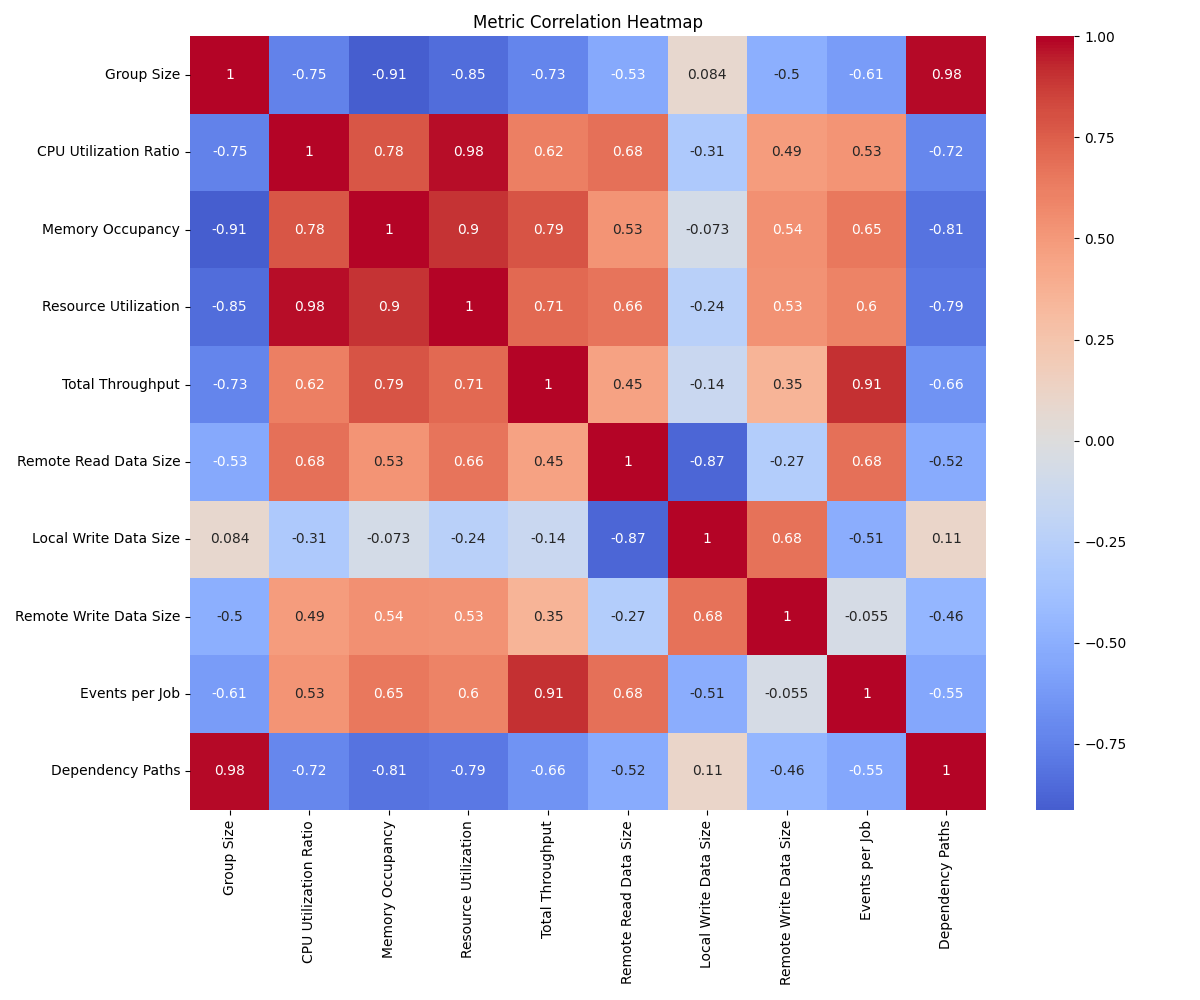 Metric Correlation Heatmap
Group Size 1 -0.75 -0.91 -0.85 -0.73 -0.53 0.084 -0.5 -0.61 0.98
CPU Utilization Ratio -0.75 1 0.78 0.98 0.62 0.68 -0.31 0.49 0.53 -0.72
Memory Occupancy -0.91 0.78 1 0.9 0.79 0.53 -0.073 0.54 0.65 -0.81
Resource Utilization -0.85 0.98 0.9 1 0.71 0.66 -0.24 0.53 0.6 -0.79
Total Throughput -0.73 0.62 0.79 0.71 1 0.45 -0.14 0.35 0.91 -0.66
Remote Read Data Size -0.53 0.68 0.53 0.66 0.45 1 -0.87 -0.27 0.68 -0.52
Local Write Data Size 0.084 -0.31 -0.073 -0.24 -0.14 -0.87 1 0.68 -0.51 0.11
Remote Write Data Size -0.5 0.49 0.54 0.53 0.35 -0.27 0.68 1 -0.055 -0.46
Events per Job -0.61 0.53 0.65 0.6 0.91 0.68 -0.51 -0.055 1 -0.55
Dependency Paths 0.98 -0.72 -0.81 -0.79 -0.66 -0.52 0.11 -0.46 -0.55 1
Group Size
CPU Utilization Ratio
Memory Occupancy
Resource Utilization
Total Throughput
Remote Read Data Size
Local Write Data Size
Remote Write Data Size
Events per Job
Dependency Paths
1.00
0.75
0.50
0.25
0.00
−0.25
−0.50
−0.75